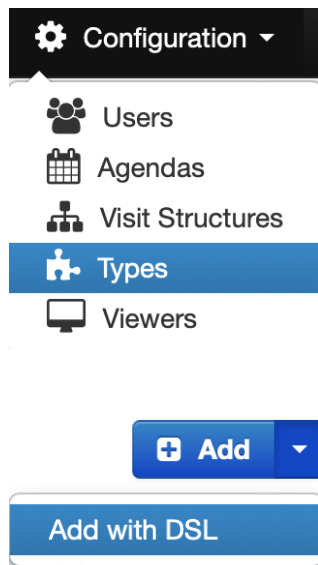 Configuration
Users
Agendas
Visit Structures
Types
Viewers
Add
Add with DSL